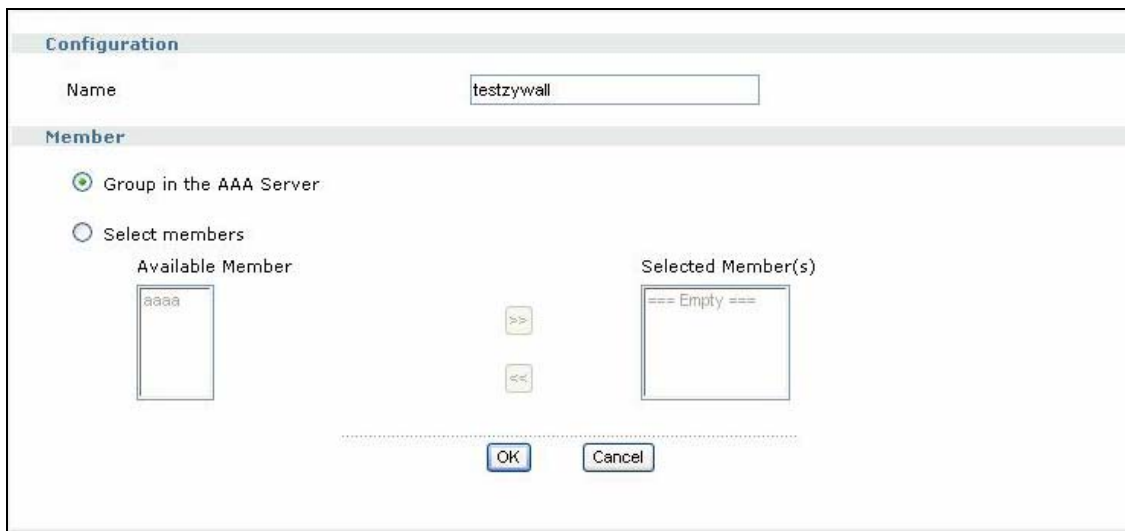 Configuration
Name testzywall
Member
Group in the AAA Server
Select members
Available Member Selected Member(s)
aaaa === Empty ===
>>
<<
OK Cancel